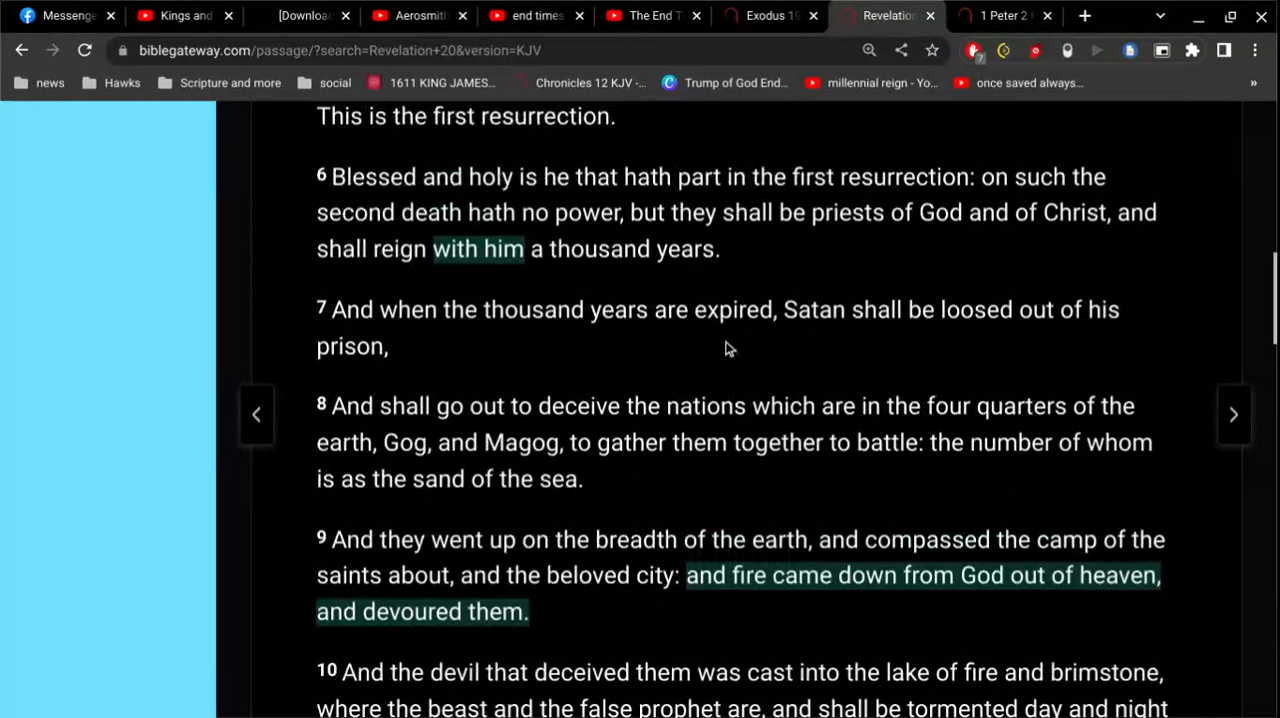 Messenge
Kings and
[Downloac
Aerosmith
end times
The End T
Exodus 19
Revelation
1 Peter 2
biblegateway.com/passage/?search=Revelation+20&version=KJV
7
news
Hawks
Scripture and more
social
1611 KING JAMES...
Chronicles 12 KJV -...
Trump of God End...
millennial reign - Yo...
once saved always...
»
This is the first resurrection.
6 Blessed and holy is he that hath part in the first resurrection: on such the
second death hath no power, but they shall be priests of God and of Christ, and
shall reign with him a thousand years.
7 And when the thousand years are expired, Satan shall be loosed out of his
prison,
8 And shall go out to deceive the nations which are in the four quarters of the
earth, Gog, and Magog, to gather them together to battle: the number of whom
is as the sand of the sea.
9 And they went up on the breadth of the earth, and compassed the camp of the
saints about, and the beloved city: and fire came down from God out of heaven,
and devoured them.
10 And the devil that deceived them was cast into the lake of fire and brimstone,
where the beast and the false prophet are, and shall be tormented day and night